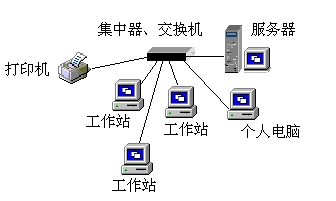 集中器、交换机
服务器
打印机
工作站
工作站
个人电脑
工作站